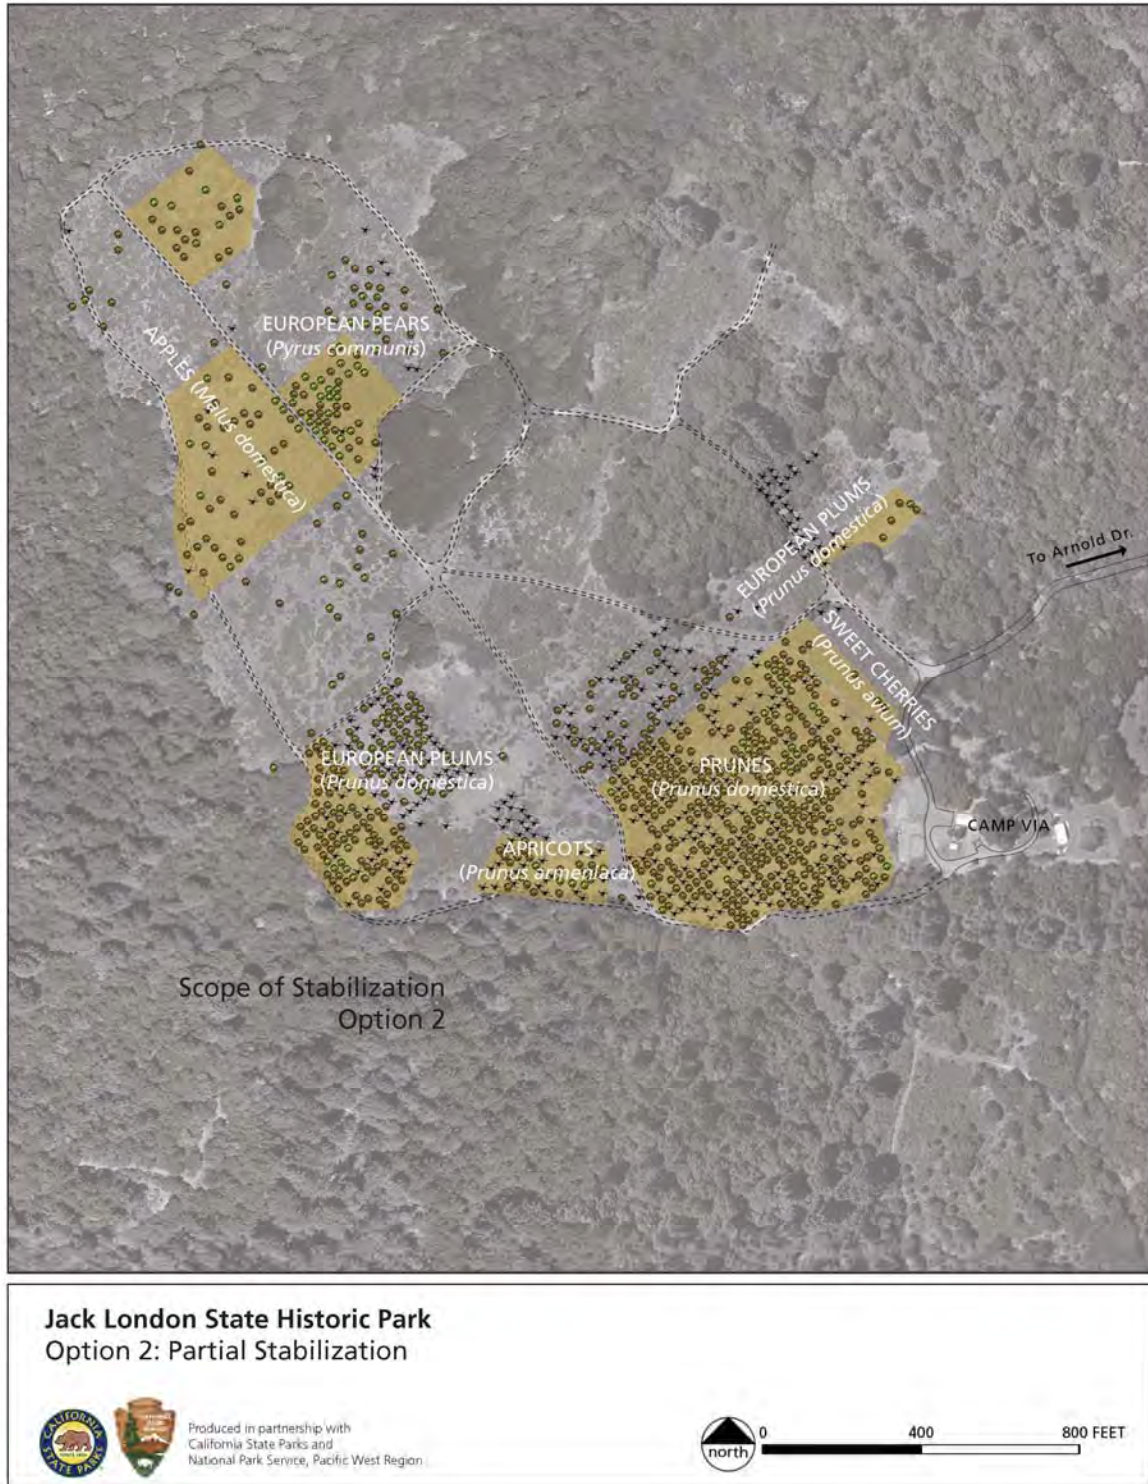 EUROPEAN PEARS
(Pyrus communis)
APPLES (Malus domestica)
EUROPEAN PLUMS
(Prunus domestica)
To Arnold Dr.
SWEET CHERRIES
(Prunus avium)
EUROPEAN PLUMS
(Prunus domestica)
PRUNES
(Prunus domestica)
CAMP VIA
APRICOTS
(Prunus armeniaca)
Scope of Stabilization
Option 2
Jack London State Historic Park
Option 2: Partial Stabilization
CALIFORNIA
STATE PARKS
Produced in partnership with
California State Parks and
National Park Service, Pacific West Region
north
0 400 800 FEET